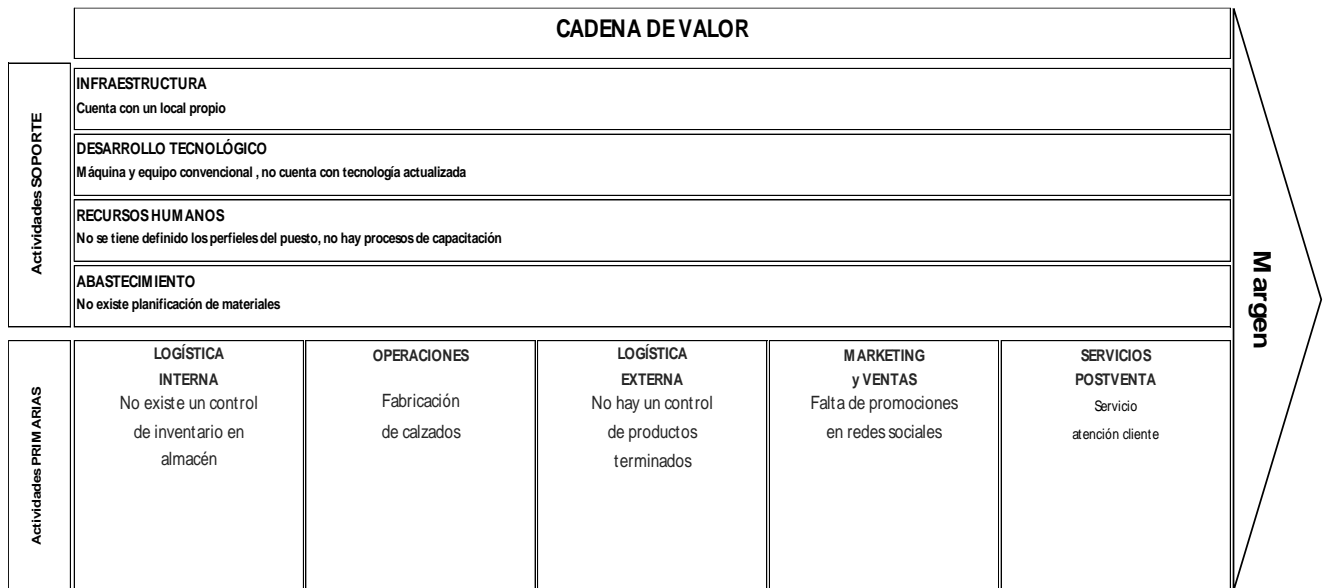 CADENA DE VALOR
Actividades SOPORTE
INFRAESTRUCTURA
Cuenta con un local propio
DESARROLLO TECNOLÓGICO
Máquina y equipo convencional , no cuenta con tecnología actualizada
RECURSOS HUMANOS
No se tiene definido los perfieles del puesto, no hay procesos de capacitación
ABASTECIMIENTO
No existe planificación de materiales
Actividades PRIMARIAS
LOGÍSTICA
INTERNA
No existe un control
de inventario en
almacén
OPERACIONES
Fabricación
de calzados
LOGÍSTICA
EXTERNA
No hay un control
de productos
terminados
MARKETING
y VENTAS
Falta de promociones
en redes sociales
SERVICIOS
POSTVENTA
Servicio
atención cliente
Margen